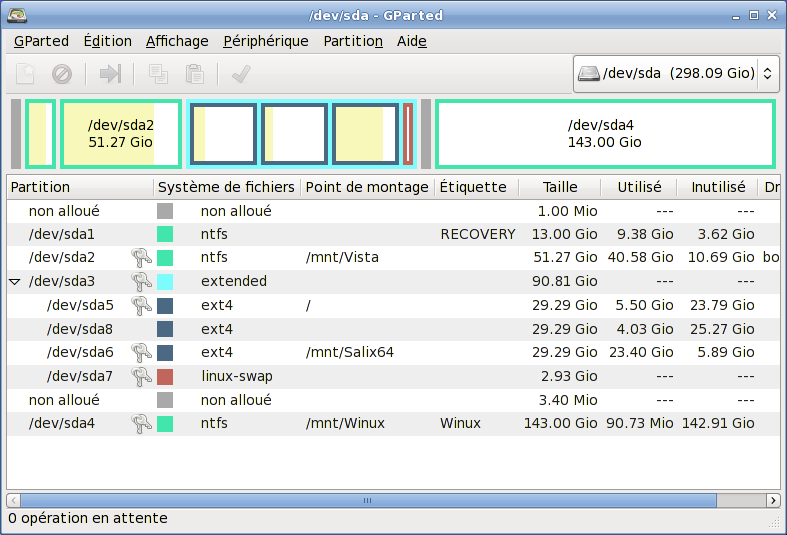 /dev/sda - GParted
GParted Édition Affichage Périphérique Partition Aide
/dev/sda (298.09 Gio)
/dev/sda2
51.27 Gio
/dev/sda4
143.00 Gio
Partition Système de fichiers Point de montage Étiquette Taille Utilisé Inutilisé Dr
non alloué non alloué 1.00 Mio --- ---
/dev/sda1 ntfs RECOVERY 13.00 Gio 9.38 Gio 3.62 Gio
/dev/sda2 ntfs /mnt/Vista 51.27 Gio 40.58 Gio 10.69 Gio bo
/dev/sda3 extended 90.81 Gio --- ---
/dev/sda5 ext4 / 29.29 Gio 5.50 Gio 23.79 Gio
/dev/sda8 ext4 29.29 Gio 4.03 Gio 25.27 Gio
/dev/sda6 ext4 /mnt/Salix64 29.29 Gio 23.40 Gio 5.89 Gio
/dev/sda7 linux-swap 2.93 Gio --- ---
non alloué non alloué 3.40 Mio --- ---
/dev/sda4 ntfs /mnt/Winux Winux 143.00 Gio 90.73 Mio 142.91 Gio
0 opération en attente